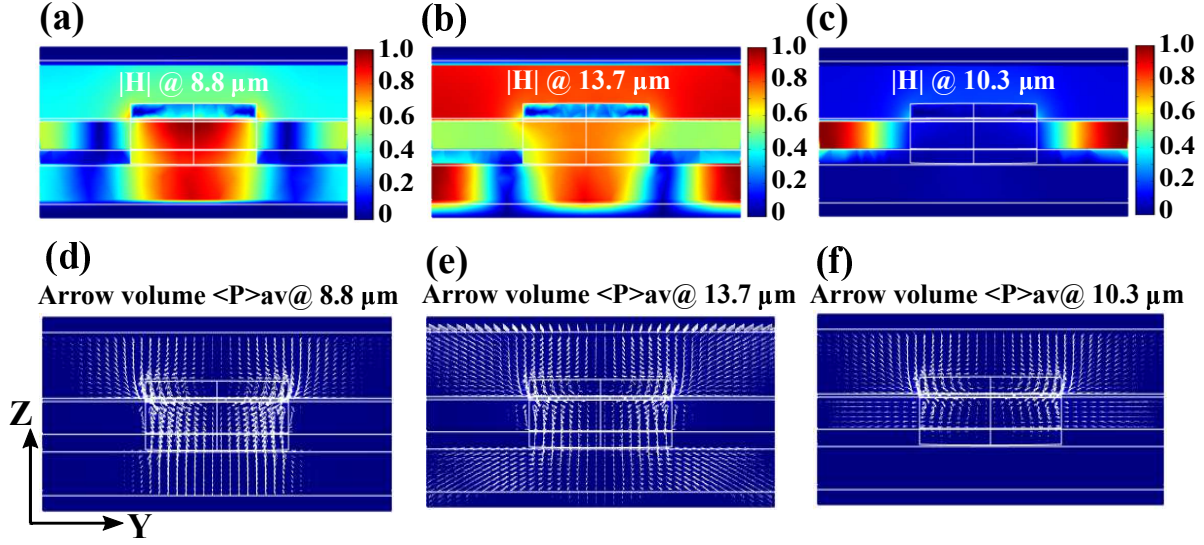 (a)
(b)
(c)
|H| @ 8.8 µm
1.0
0.8
0.6
0.4
0.2
0
|H| @ 13.7 µm
1.0
0.8
0.6
0.4
0.2
0
|H| @ 10.3 µm
1.0
0.8
0.6
0.4
0.2
0
(d)
(e)
(f)
Arrow volume <P>av@ 8.8 µm
Arrow volume <P>av@ 13.7 µm
Arrow volume <P>av@ 10.3 µm
Z
Y